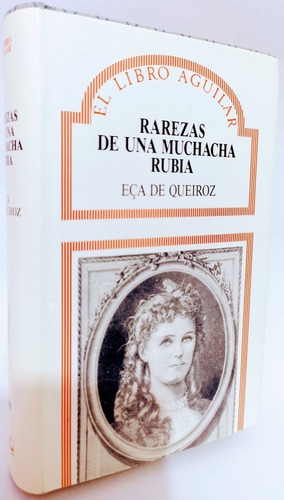 EL LIBRO AGUILAR
RAREZAS
DE UNA MUCHACHA
RUBIA
EÇA DE QUEIROZ